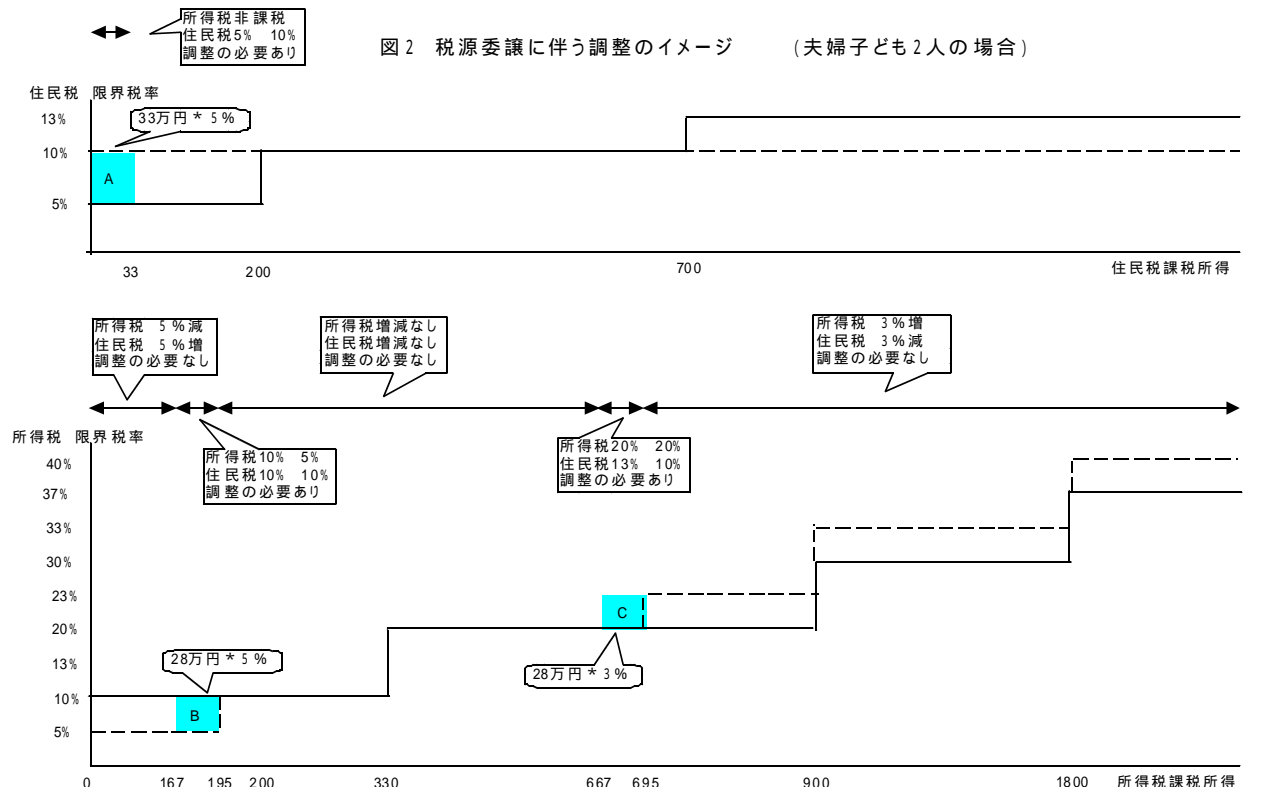 所得税非課税
住民税5% 10%
調整の必要あり
図2 税源委譲に伴う調整のイメージ (夫婦子ども2人の場合)
住民税 限界税率
13%
33万円 * 5%
10%
A
5%
33
200
700
住民税課税所得
所得税 5%減
住民税 5%増
調整の必要なし
所得税増減なし
住民税増減なし
調整の必要なし
所得税 3%増
住民税 3%減
調整の必要なし
所得税 限界税率
所得税10% 5%
住民税10% 10%
調整の必要あり
所得税20% 20%
住民税13% 10%
調整の必要あり
40%
37%
33%
30%
23%
C
20%
28万円 * 5%
13%
28万円 * 3%
10%
B
5%
0 167 195 200 330 667 695 900 1800 所得税課税所得